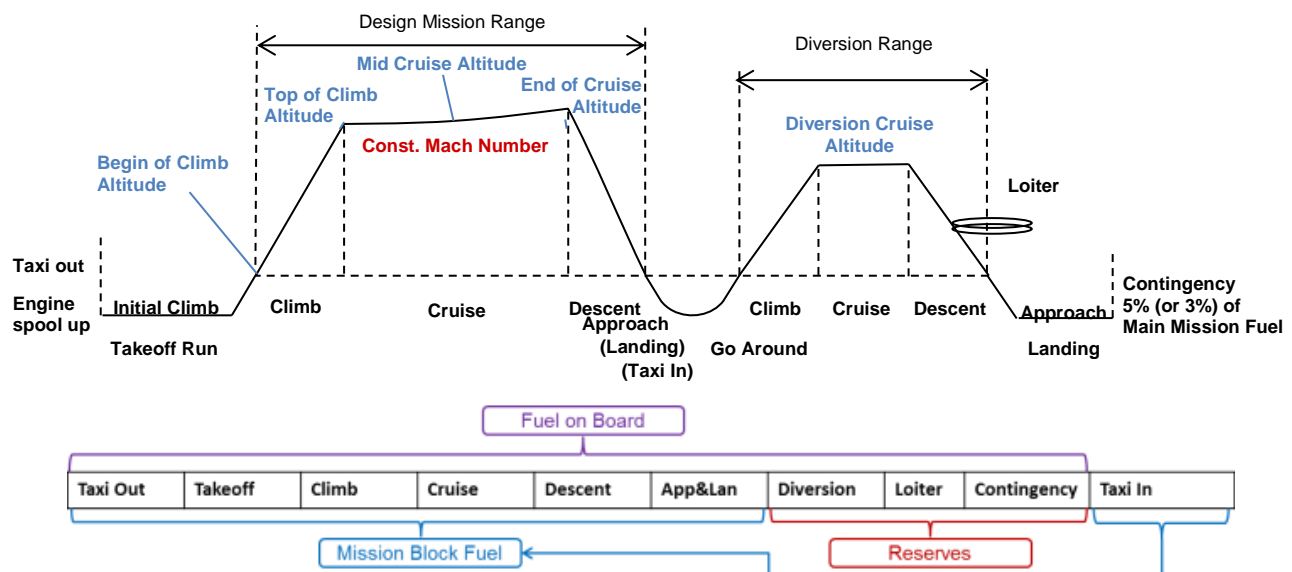 Design Mission Range
Diversion Range
Mid Cruise Altitude
End of Cruise
Altitude
Top of Climb
Altitude
Const. Mach Number
Diversion Cruise
Altitude
Begin of Climb
Altitude
Loiter
Taxi out
Engine
spool up
Initial Climb
Takeoff Run
Climb
Cruise
Descent
Approach
(Landing)
(Taxi In)
Go Around
Climb
Cruise
Descent
Approach
Landing
Contingency
5% (or 3%) of
Main Mission Fuel
Fuel on Board
Taxi Out Takeoff Climb Cruise Descent App&Lan Diversion Loiter Contingency Taxi In
Mission Block Fuel
Reserves